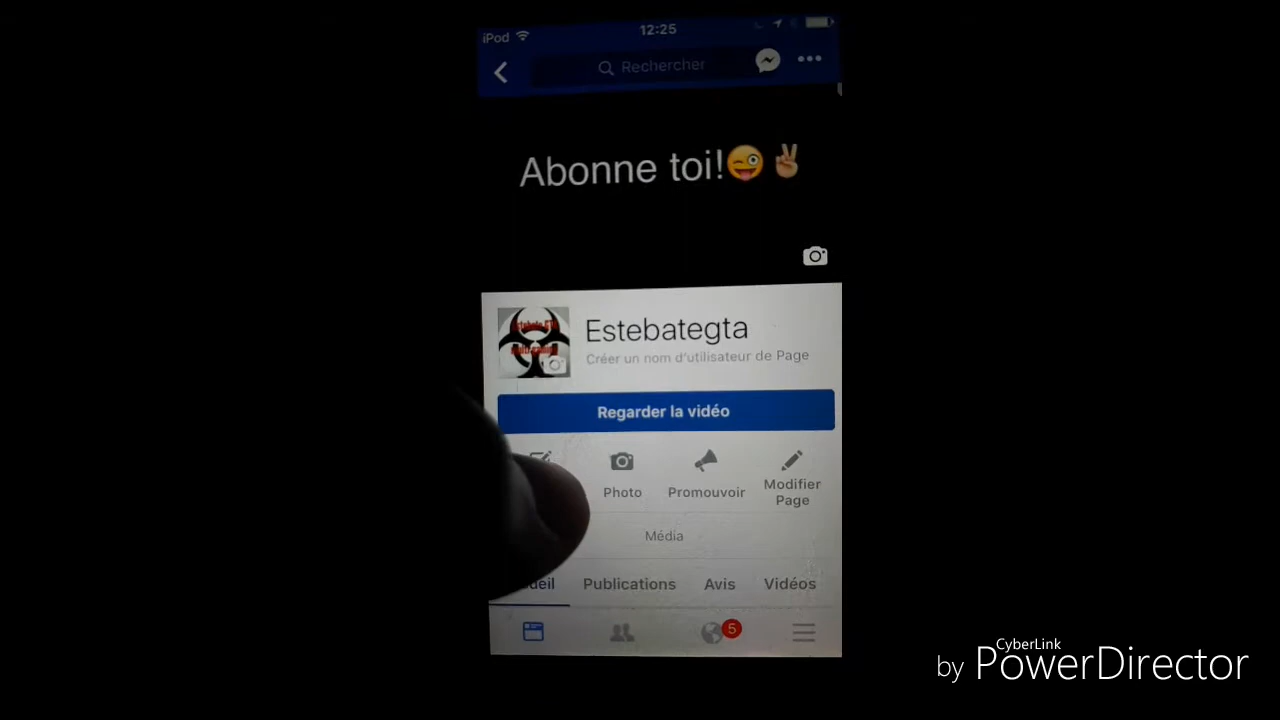 iPod 12:25
Rechercher
Abonne toi!😜✌
Estebategta
Créer un nom d'utilisateur de Page
Regarder la vidéo
Photo
Promouvoir
Modifier
Page
Média
Publications
Avis
Vidéos
5
CyberLink
by PowerDirector